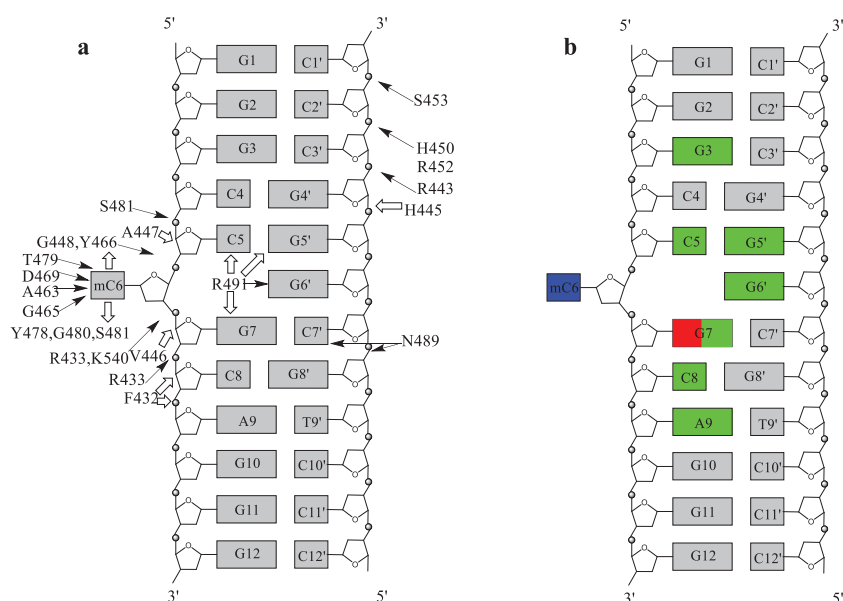 a
5'
3'
G1 C1'
S453
G2 C2'
H450
R452
G3 C3'
R443
C4 G4'
H445
S481
A447
C5 G5'
G448,Y466
T479
D469
A463
G465
mC6
R491
G6'
Y478,G480,S481
G7 C7'
N489
R433,K540
V446
R433
F432
C8 G8'
A9 T9'
G10 C10'
G11 C11'
G12 C12'
3'
5'
b
5'
3'
G1 C1'
G2 C2'
G3 C3'
C4 G4'
C5 G5'
mC6 G6'
G7 C7'
C8 G8'
A9 T9'
G10 C10'
G11 C11'
G12 C12'
3'
5'